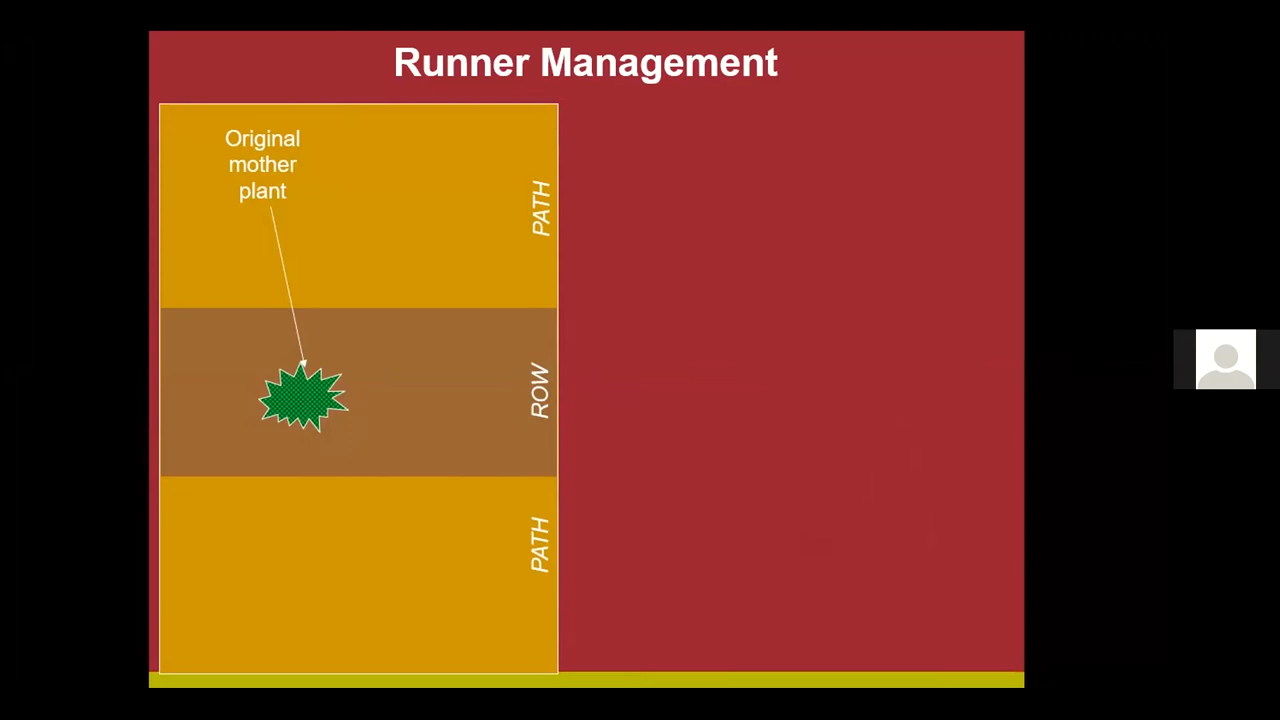 Runner Management
Original
mother
plant
PATH
ROW
PATH